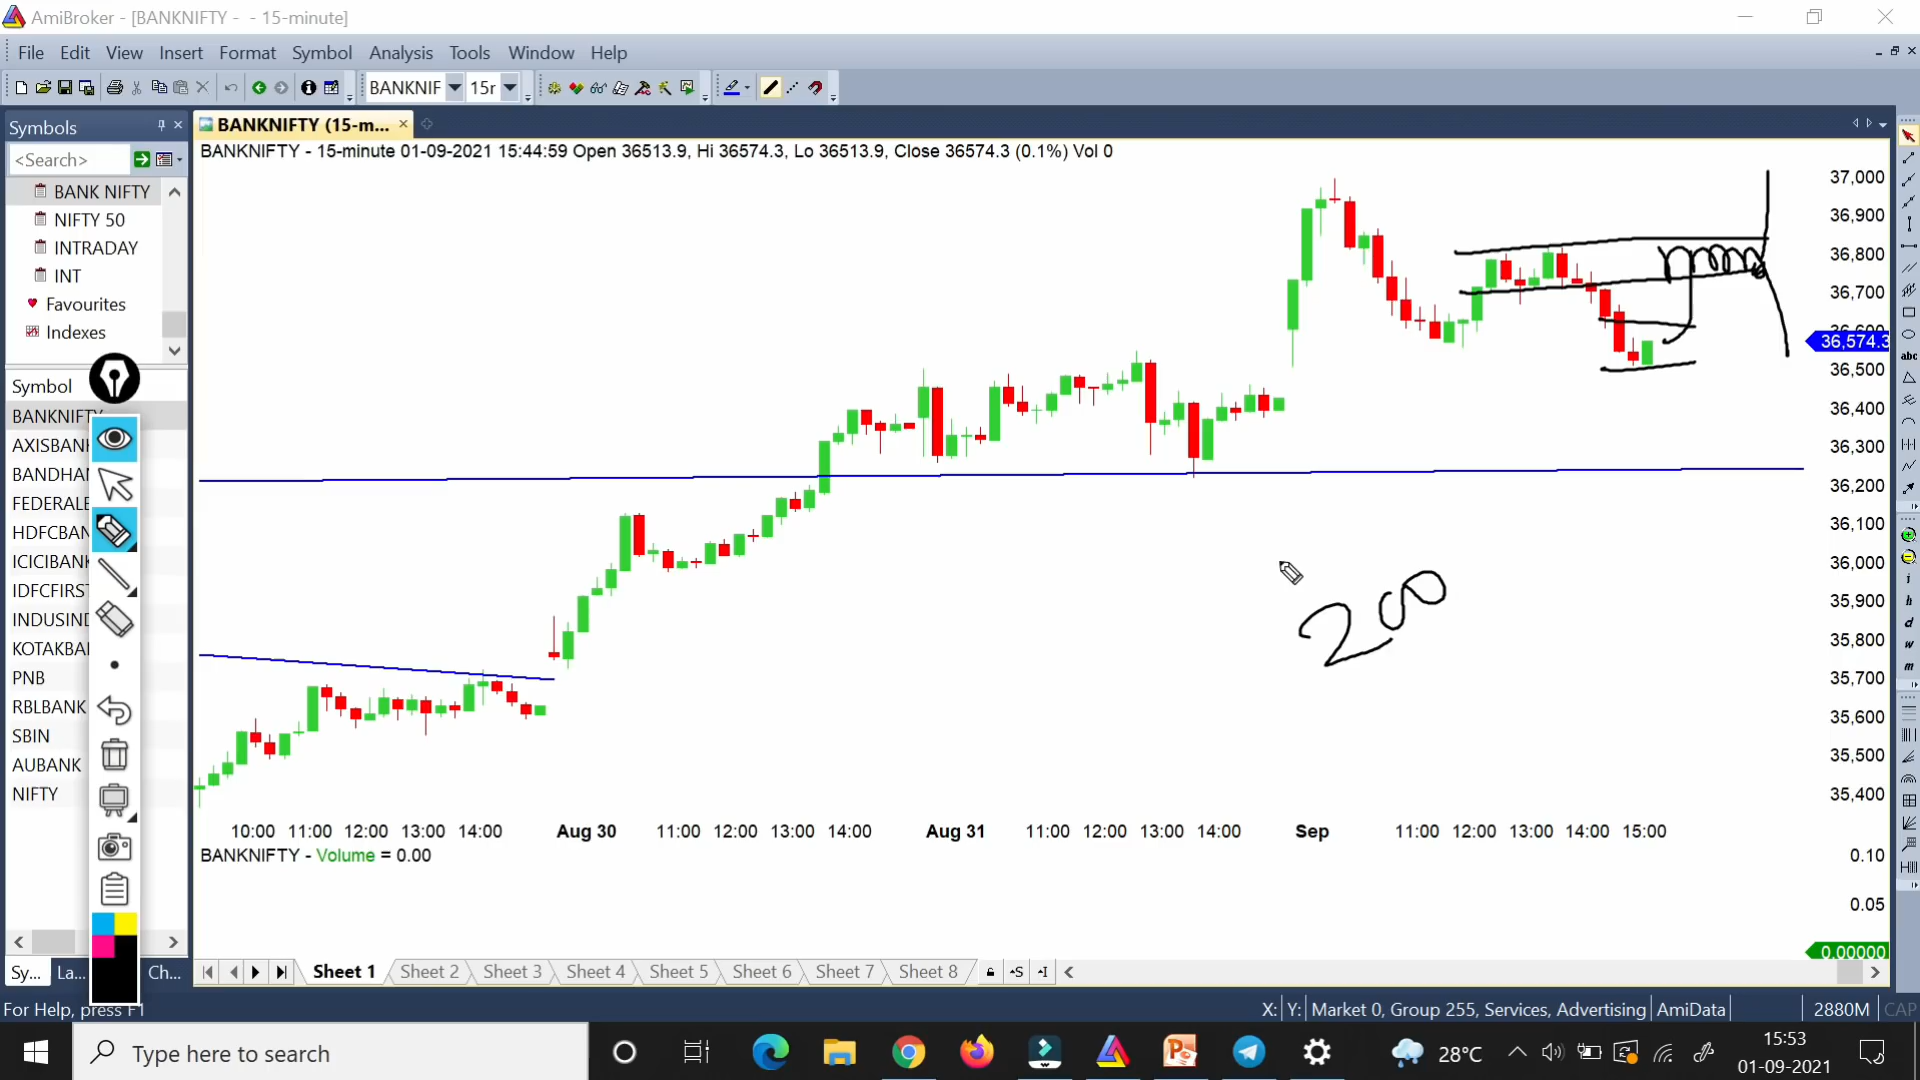 AmiBroker - [BANKNIFTY - - 15-minute]
File Edit View Insert Format Symbol Analysis Tools Window Help
BANKNIF 15r
Symbols
BANKNIFTY (15-m...
<Search>
BANKNIFTY - 15-minute 01-09-2021 15:44:59 Open 36513.9, Hi 36574.3, Lo 36513.9, Close 36574.3 (0.1%) Vol 0
BANK NIFTY
NIFTY 50
INTRADAY
INT
Favourites
Indexes
Symbol
BANKNIFTY
AXISBANK
BANDHAN
FEDERALE
HDFCBAN
ICICIBANK
IDFCFIRST
INDUSIND
KOTAKBA
PNB
RBLBANK
SBIN
AUBANK
NIFTY
37,000
36,900
36,800
36,700
36,600
36,574.3
36,500
36,400
36,300
36,200
36,100
36,000
35,900
35,800
35,700
35,600
35,500
35,400
200
10:00 11:00 12:00 13:00 14:00 Aug 30 11:00 12:00 13:00 14:00 Aug 31 11:00 12:00 13:00 14:00 Sep 11:00 12:00 13:00 14:00 15:00
BANKNIFTY - Volume = 0.00
0.10
0.05
0.00000
Sy... La... Ch...
Sheet 1 Sheet 2 Sheet 3 Sheet 4 Sheet 5 Sheet 6 Sheet 7 Sheet 8
For Help, press F1
X: Y: Market 0, Group 255, Services, Advertising AmiData 2880M CAP
Type here to search
28°C
15:53
01-09-2021